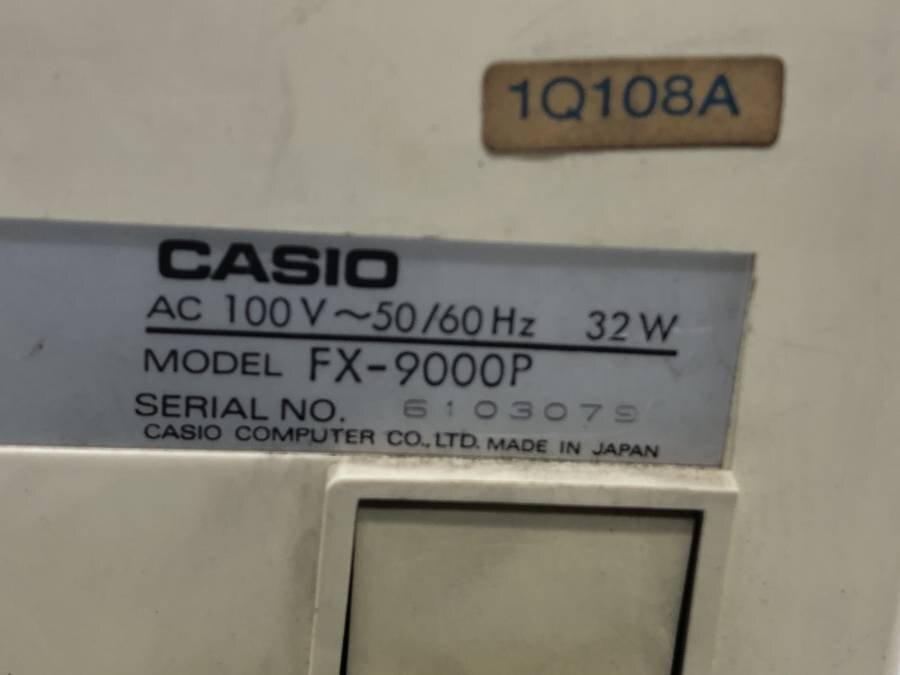 1Q108A
CASIO
AC 100V~50/60Hz 32W
MODEL FX-9000P
SERIAL NO. 6103079
CASIO COMPUTER CO., LTD. MADE IN JAPAN